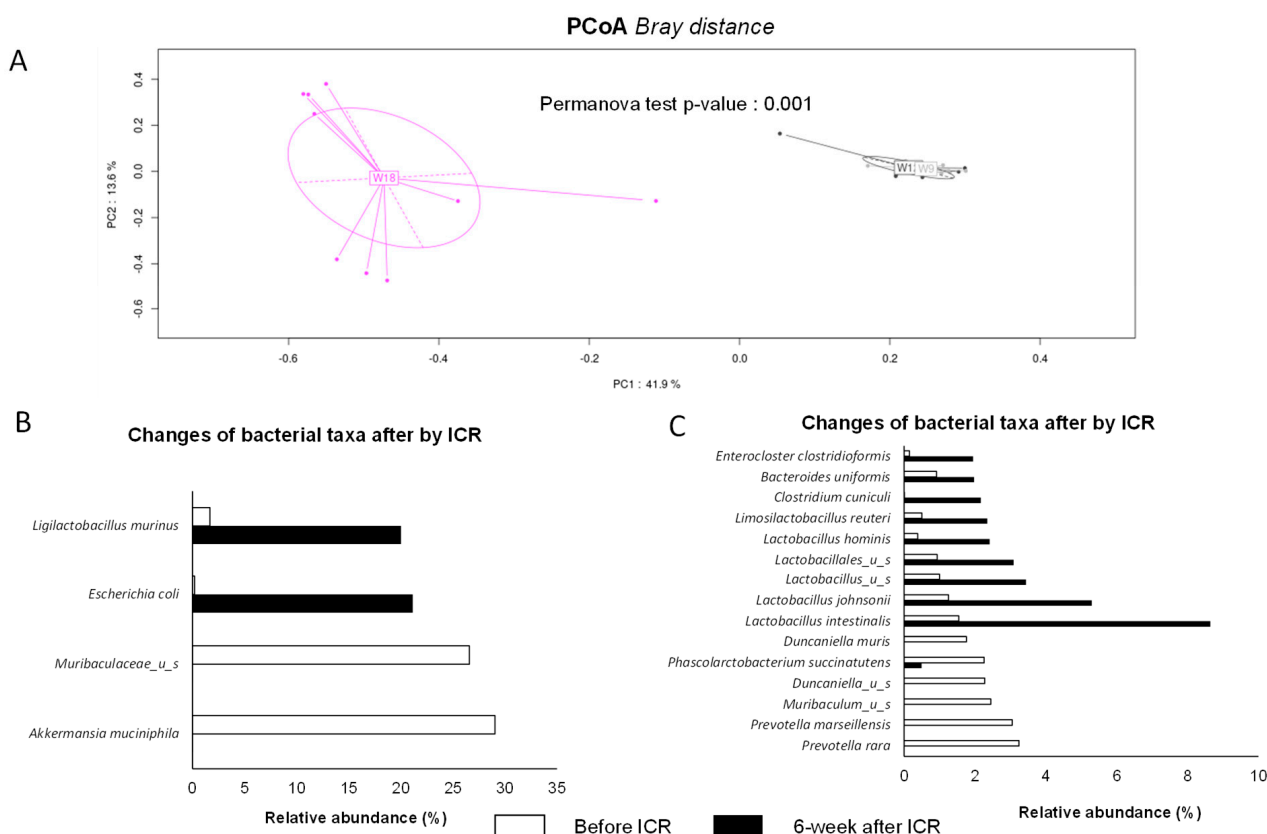 PCoA Bray distance
A
Permanova test p-value : 0.001
PC2 : 13.6 %
0.4
0.2
0.0
-0.2
-0.4
-0.6
W18
W1
W9
-0.6
-0.4
-0.2
0.0
0.2
0.4
PC1 : 41.9 %
B
Changes of bacterial taxa after by ICR
Ligilactobacillus murinus
Escherichia coli
Muribaculaceae_u_s
Akkermansia muciniphila
0 5 10 15 20 25 30 35
Relative abundance (%)
C
Changes of bacterial taxa after by ICR
Enterocloster clostridioformis
Bacteroides uniformis
Clostridium cuniculi
Limosilactobacillus reuteri
Lactobacillus hominis
Lactobacillales_u_s
Lactobacillus_u_s
Lactobacillus johnsonii
Lactobacillus intestinalis
Duncaniella muris
Phascolarctobacterium succinatutens
Duncaniella_u_s
Muribaculum_u_s
Prevotella marseillensis
Prevotella rara
0 2 4 6 8 10
Relative abundance (%)
Before ICR
6-week after ICR